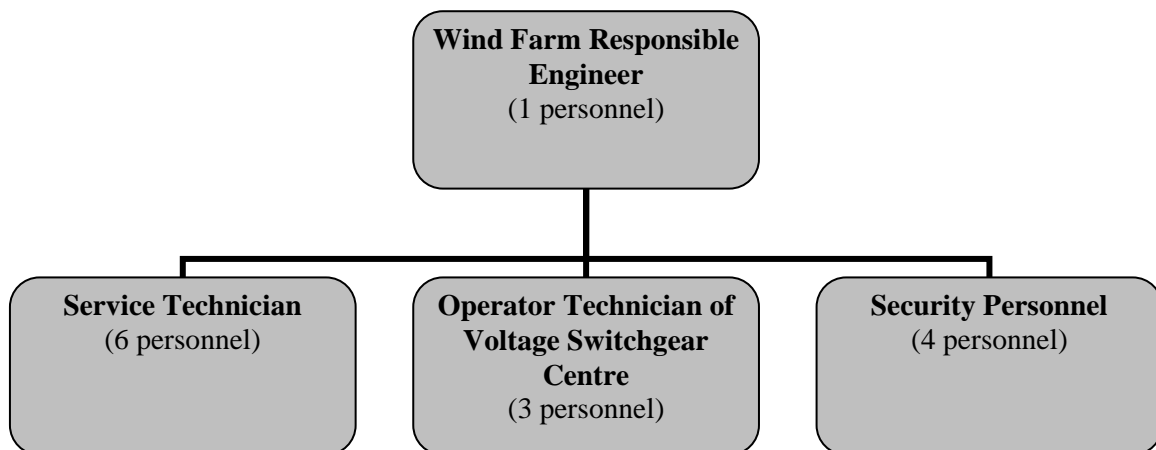 Wind Farm Responsible
Engineer
(1 personnel)
Service Technician
(6 personnel)
Operator Technician of
Voltage Switchgear
Centre
(3 personnel)
Security Personnel
(4 personnel)